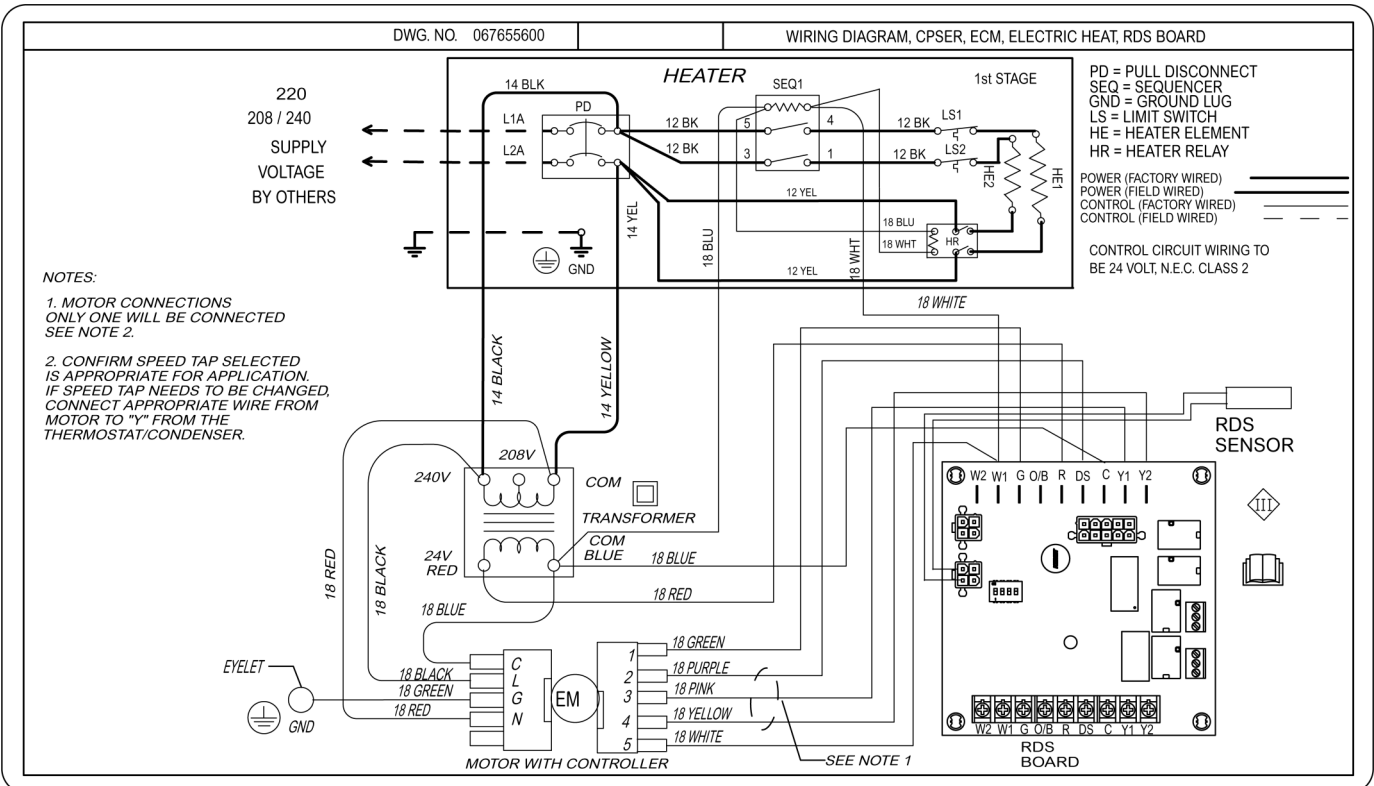 DWG. NO. 067655600
WIRING DIAGRAM, CPSER, ECM, ELECTRIC HEAT, RDS BOARD
220
208 / 240
SUPPLY
VOLTAGE
BY OTHERS
HEATER
1st STAGE
14 BLK
PD
L1A
L2A
SEQ1
12 BK
12 BK
5
4
3
1
12 BK
12 BK
LS1
LS2
HE2
HE1
12 YEL
12 YEL
14 YEL
18 BLU
18 BLU
18 WHT
18 WHT
HR
GND
PD = PULL DISCONNECT
SEQ = SEQUENCER
GND = GROUND LUG
LS = LIMIT SWITCH
HE = HEATER ELEMENT
HR = HEATER RELAY
POWER (FACTORY WIRED)
POWER (FIELD WIRED)
CONTROL (FACTORY WIRED)
CONTROL (FIELD WIRED)
CONTROL CIRCUIT WIRING TO
BE 24 VOLT, N.E.C. CLASS 2
NOTES:
1. MOTOR CONNECTIONS
ONLY ONE WILL BE CONNECTED
SEE NOTE 2.
2. CONFIRM SPEED TAP SELECTED
IS APPROPRIATE FOR APPLICATION.
IF SPEED TAP NEEDS TO BE CHANGED,
CONNECT APPROPRIATE WIRE FROM
MOTOR TO "Y" FROM THE
THERMOSTAT/CONDENSER.
14 BLACK
14 YELLOW
18 WHITE
208V
240V
COM
TRANSFORMER
COM
BLUE
24V
RED
18 BLUE
18 RED
18 RED
18 BLACK
18 BLUE
EYELET
GND
18 BLACK
18 GREEN
18 RED
C
L
G
N
EM
1
2
3
4
5
18 GREEN
18 PURPLE
18 PINK
18 YELLOW
18 WHITE
MOTOR WITH CONTROLLER
SEE NOTE 1
RDS
SENSOR
W2 W1 G O/B R DS C Y1 Y2
III
W2 W1 G O/B R DS C Y1 Y2
RDS
BOARD